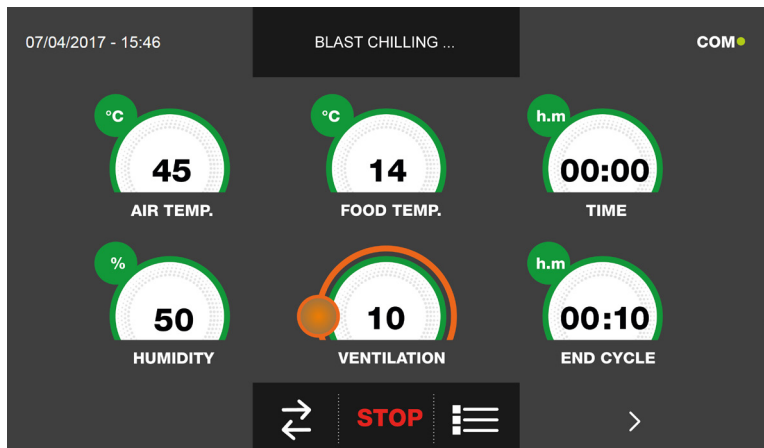 07/04/2017 - 15:46
BLAST CHILLING ...
COM
°C
45
AIR TEMP.
°C
14
FOOD TEMP.
h.m
00:00
TIME
%
50
HUMIDITY
10
VENTILATION
h.m
00:10
END CYCLE
STOP